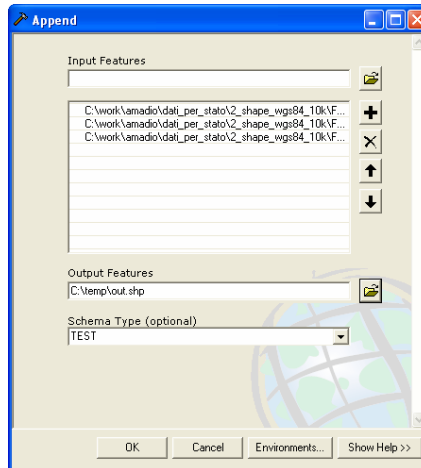 Append
Input Features
C:\work\amadio\dati_per_stato\2_shape_wgs84_10k\F...
C:\work\amadio\dati_per_stato\2_shape_wgs84_10k\F...
C:\work\amadio\dati_per_stato\2_shape_wgs84_10k\F...
Output Features
C:\temp\out.shp
Schema Type (optional)
TEST
OK Cancel Environments... Show Help >>